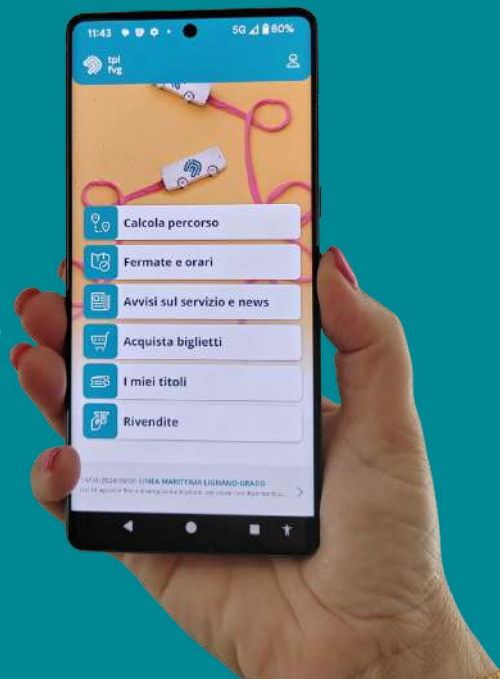 11:43
5G 80%
tpl
fvg
Calcola percorso
Fermate e orari
Avvisi sul servizio e news
Acquista biglietti
I miei titoli
Rivendite
LINEA MARITTIMA LIGNANO-GRADO